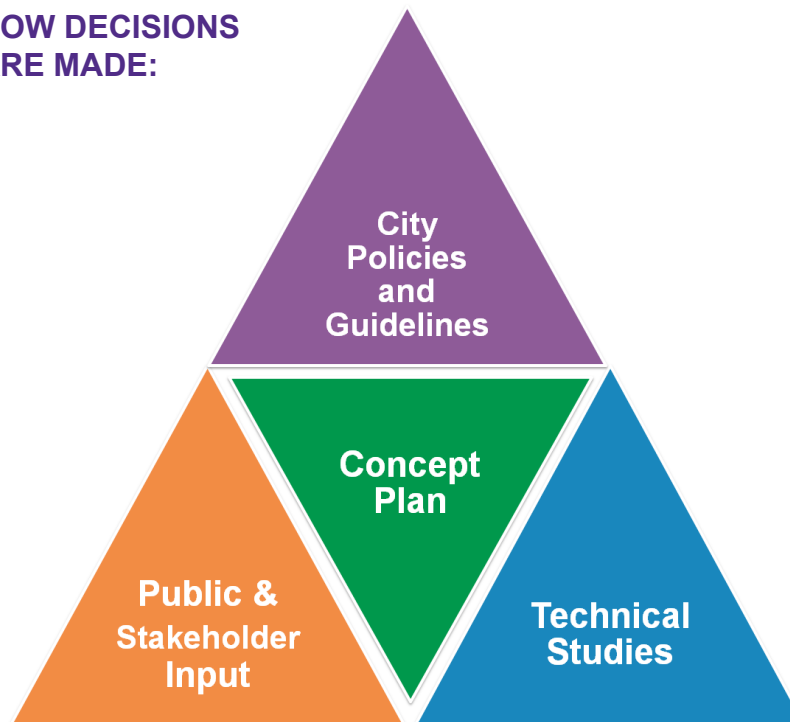 OW DECISIONS
RE MADE:
City
Policies
and
Guidelines
Concept
Plan
Public &
Stakeholder
Input
Technical
Studies